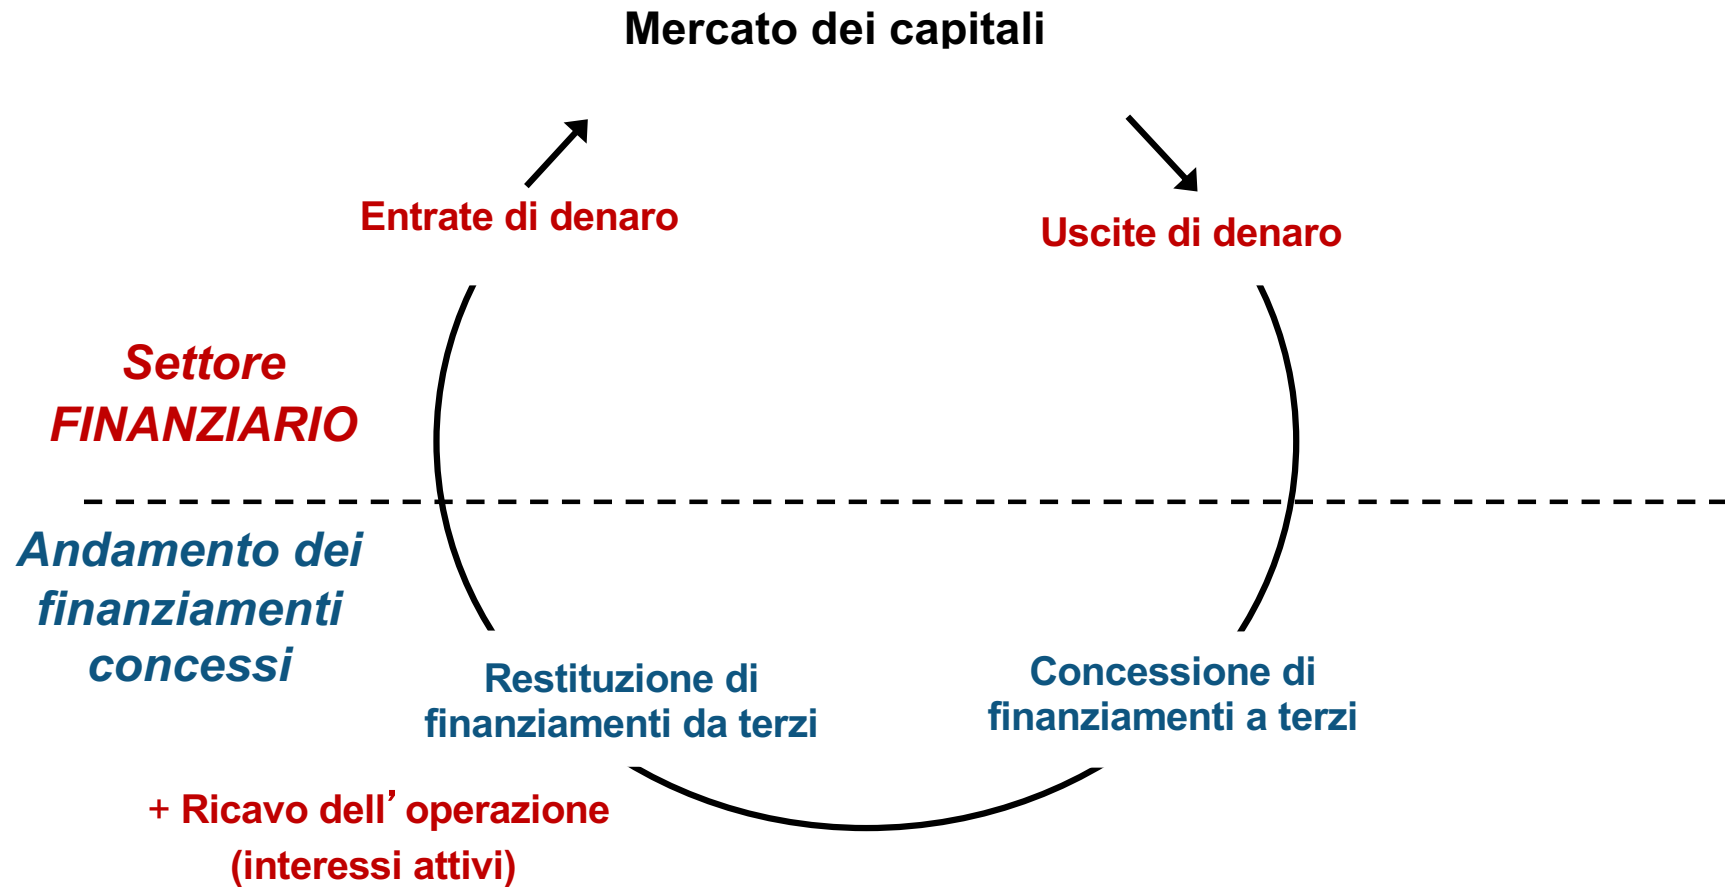 Mercato dei capitali
Entrate di denaro
Uscite di denaro
Settore
FINANZIARIO
Andamento dei
finanziamenti
concessi
Restituzione di
finanziamenti da terzi
Concessione di
finanziamenti a terzi
+ Ricavo dell’ operazione
(interessi attivi)